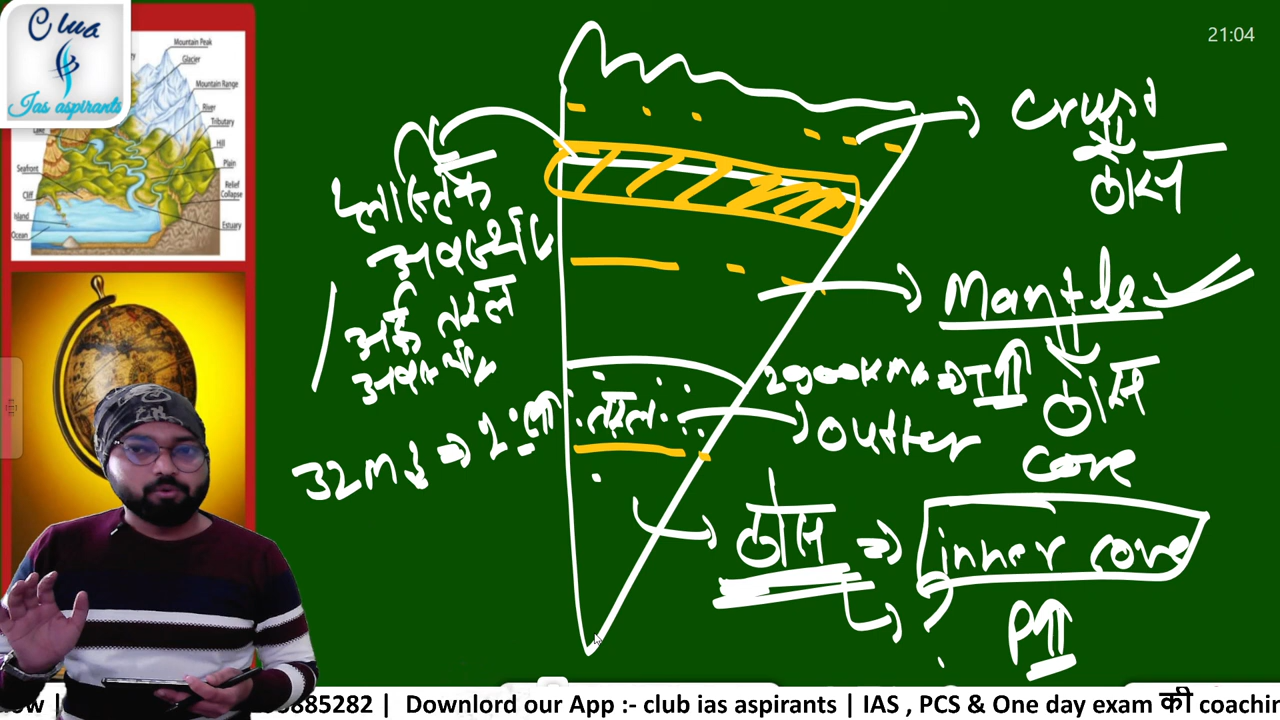 Club
Ias aspirants
Mountain Peak
Glacier
Mountain Range
River
Tributary
Lake
Hill
Seafront
Plain
Cliff
Relief
Collapse
Island
Estuary
Ocean
21:04
crust
ठोस
प्लास्टिक
अवस्था
अर्द्ध तरल
अवस्था
Mantle
ठोस
2900km ⇒ T⇑
तरल
outter
core
ठोस ⇒ inner core
P⇑
885282 | Downlord our App :- club ias aspirants | IAS , PCS & One day exam की coachin